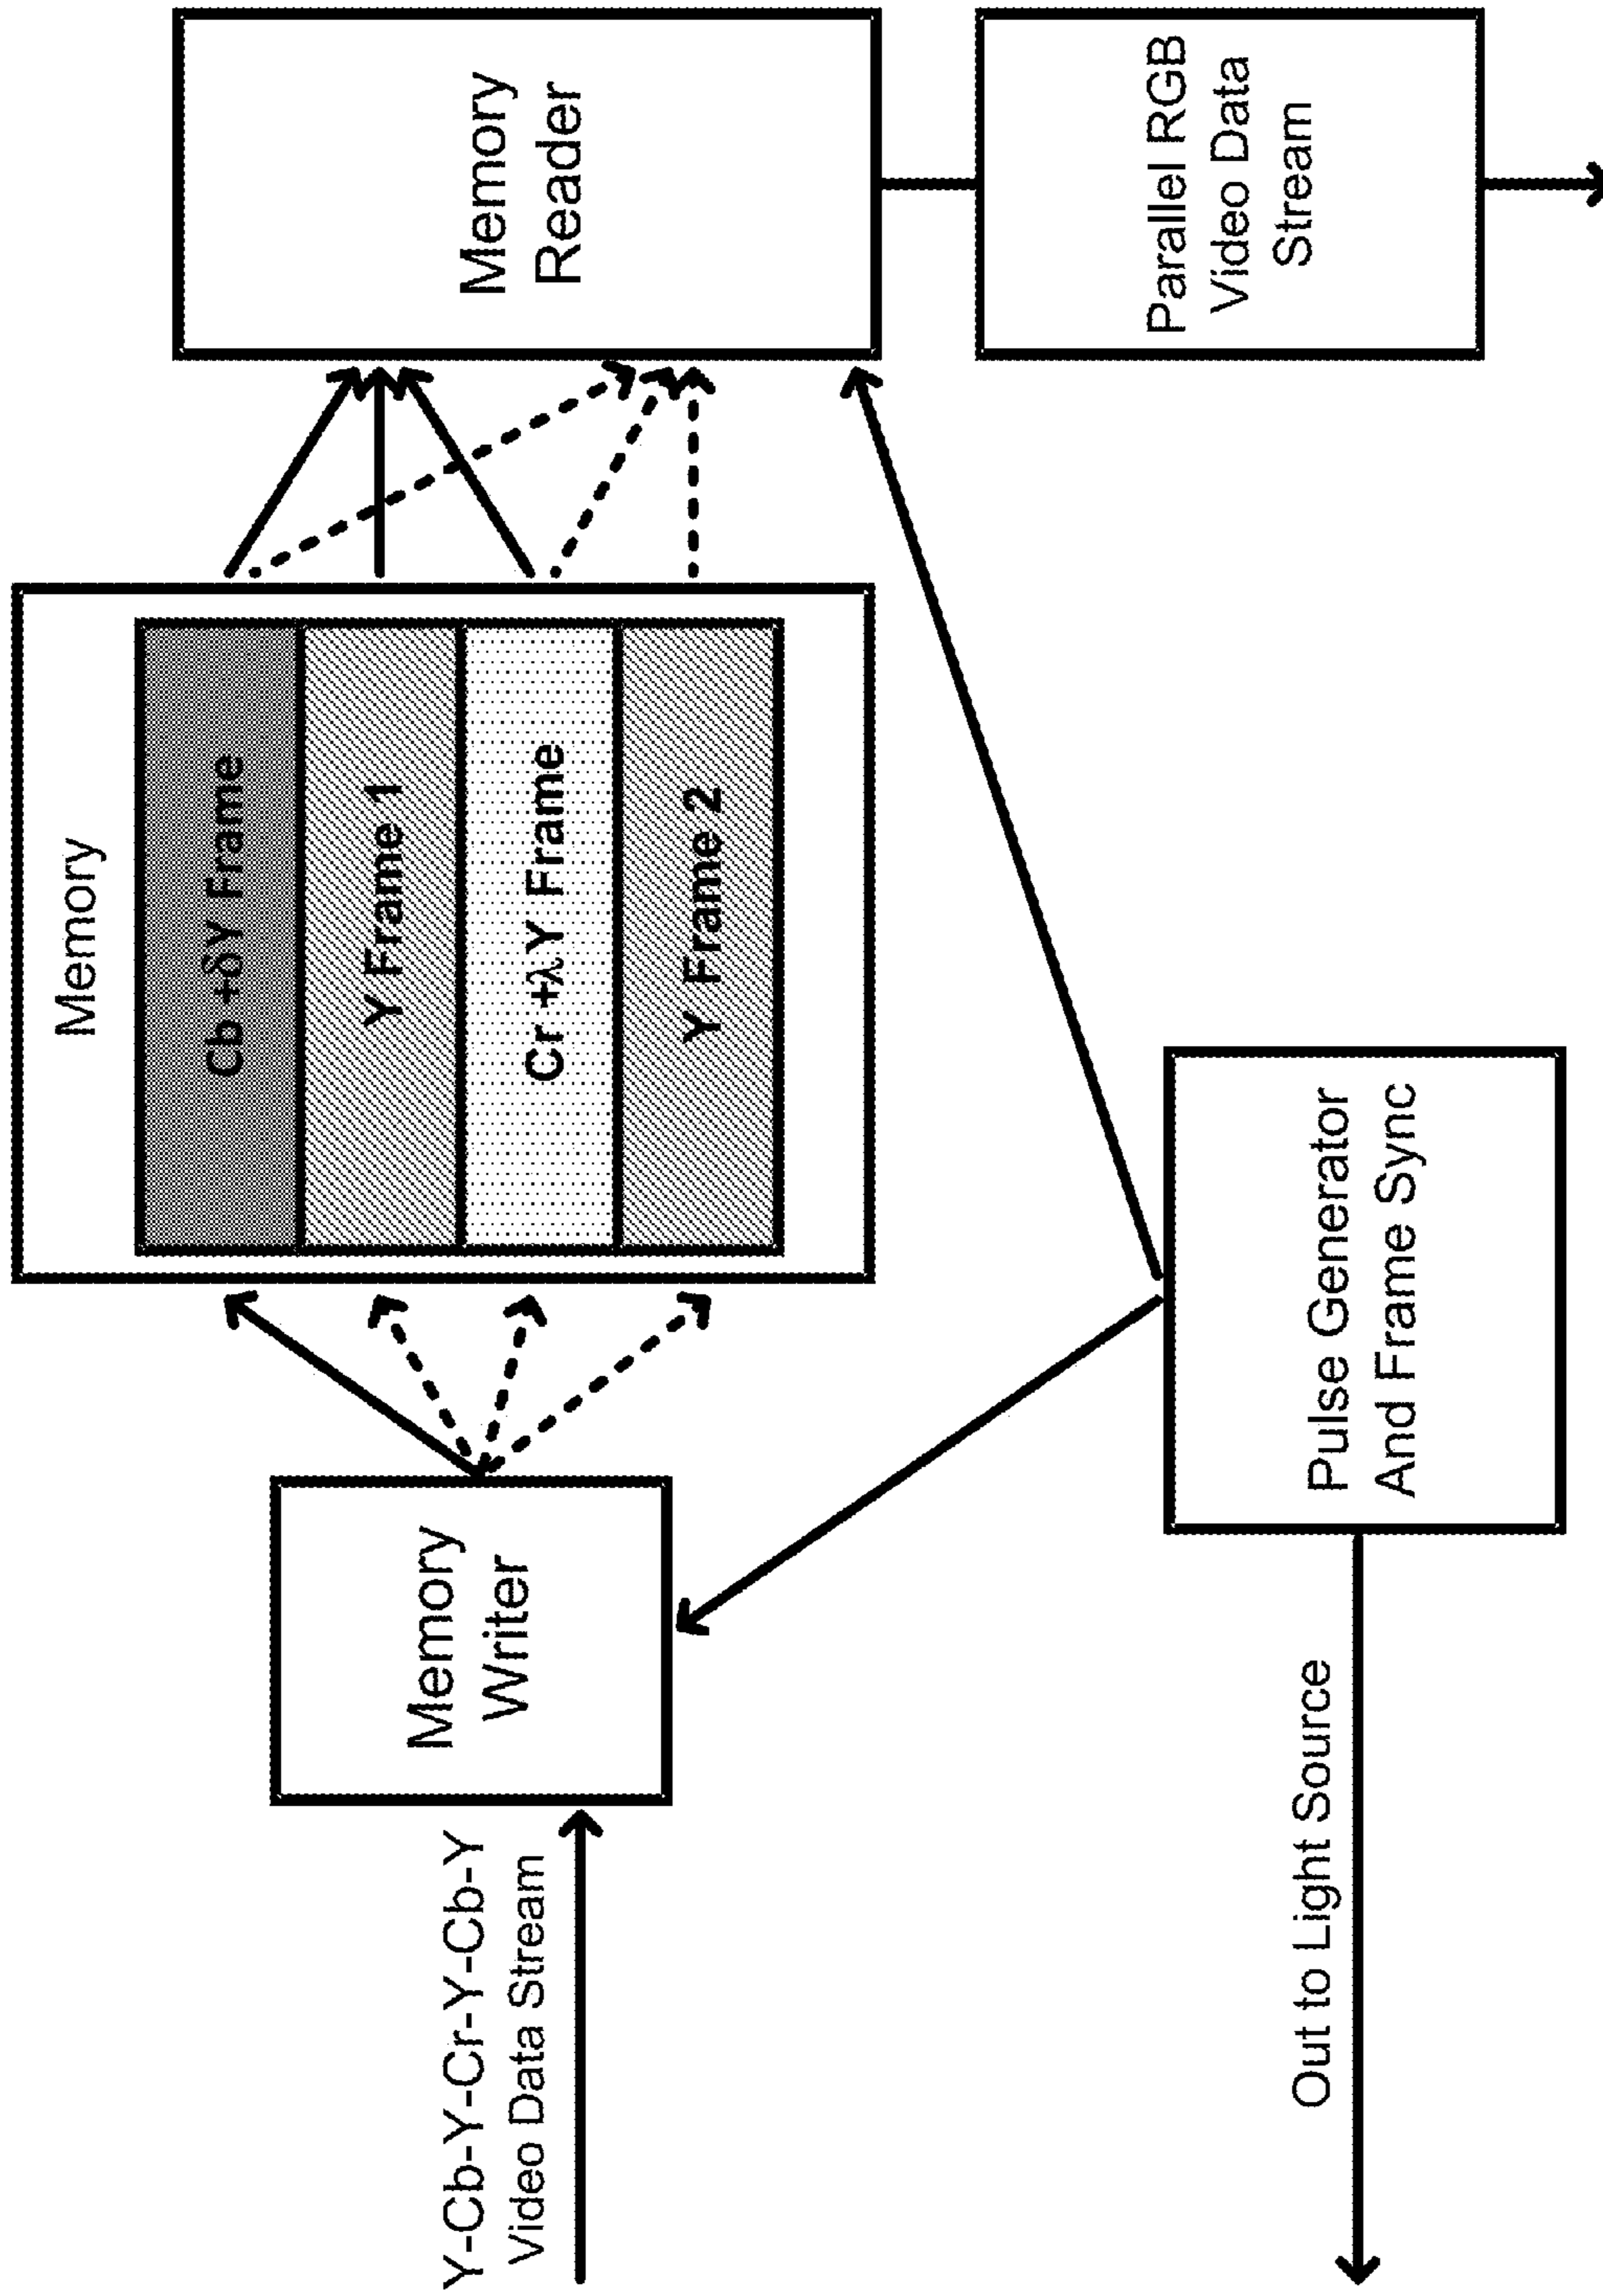 Y-Cb-Y-Cr-Y-Cb-Y
Video Data Stream
Memory
Writer
Memory
Cb +δY Frame
Y Frame 1
Cr +λ Y Frame
Y Frame 2
Memory
Reader
Parallel RGB
Video Data
Stream
Pulse Generator
And Frame Sync
Out to Light Source